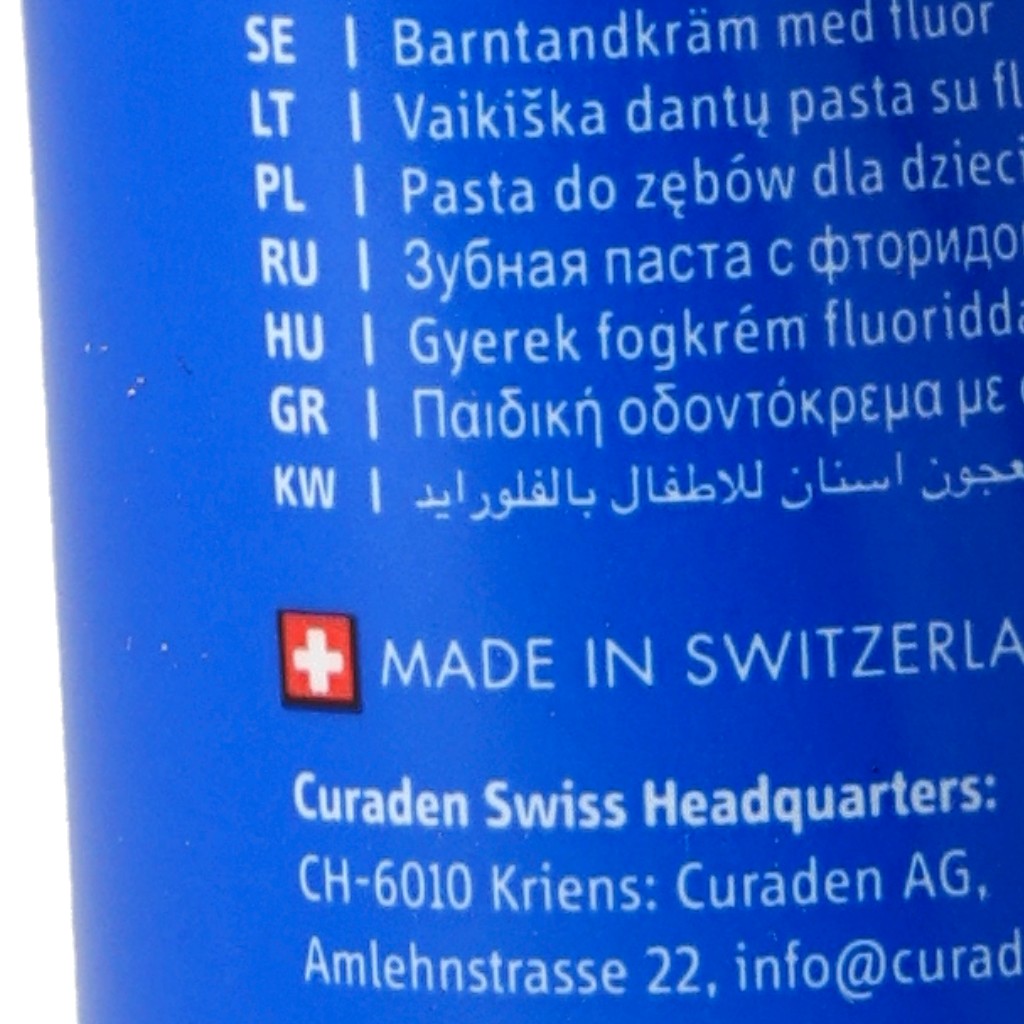 SE | Barntandkräm med fluor
LT | Vaikiška dantų pasta su fl
PL | Pasta do zębów dla dzieci
RU | Зубная паста с фторидо
HU | Gyerek fogkrém fluoridda
GR | Παιδική οδοντόκρεμα με
KW | معجون اسنان للاطفال بالفلورايد
MADE IN SWITZERLA
Curaden Swiss Headquarters:
CH-6010 Kriens: Curaden AG,
Amlehnstrasse 22, info@curad